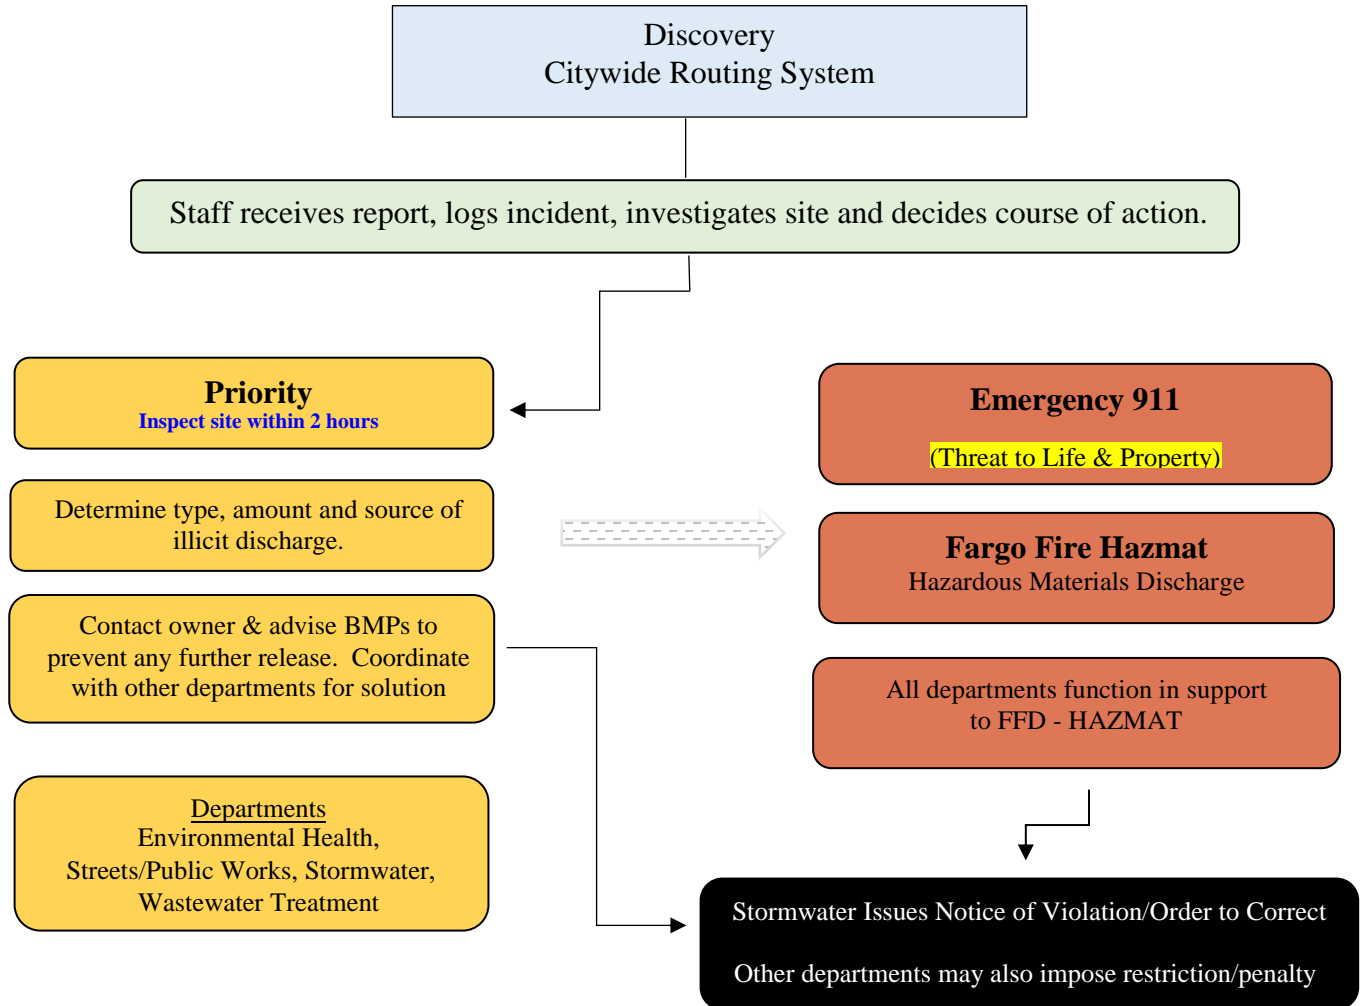 Discovery
Citywide Routing System
Staff receives report, logs incident, investigates site and decides course of action.
Priority
Inspect site within 2 hours
Determine type, amount and source of
illicit discharge.
Contact owner & advise BMPs to
prevent any further release.  Coordinate
with other departments for solution
Departments
Environmental Health,
Streets/Public Works, Stormwater,
Wastewater Treatment
Emergency 911
(Threat to Life & Property)
Fargo Fire Hazmat
Hazardous Materials Discharge
All departments function in support
to FFD - HAZMAT
Stormwater Issues Notice of Violation/Order to Correct
Other departments may also impose restriction/penalty